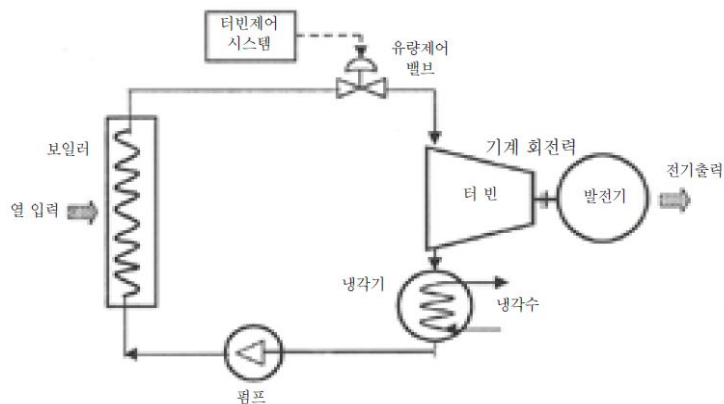 터빈제어
시스템
유량제어
밸브
보일러
기계 회전력
전기출력
열 입력
터 빈
발전기
냉각기
냉각수
펌프